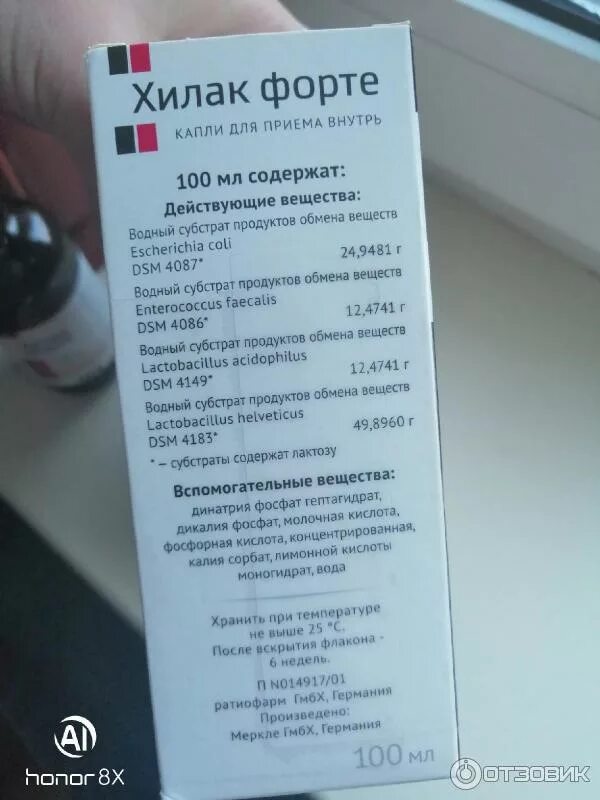 Хилак форте
КАПЛИ ДЛЯ ПРИЕМА ВНУТРЬ
100 мл содержат:
Действующие вещества:
Водный субстрат продуктов обмена веществ
Escherichia coli
DSM 4087* 24,9481 г
Водный субстрат продуктов обмена веществ
Enterococcus faecalis
DSM 4086* 12,4741 г
Водный субстрат продуктов обмена веществ
Lactobacillus acidophilus
DSM 4149* 12,4741 г
Водный субстрат продуктов обмена веществ
Lactobacillus helveticus
DSM 4183* 49,8960 г
* — субстраты содержат лактозу
Вспомогательные вещества:
динатрия фосфат гептагидрат,
дикалия фосфат, молочная кислота,
фосфорная кислота, концентрированная,
калия сорбат, лимонной кислоты
моногидрат, вода
Хранить при температуре
не выше 25 °С.
После вскрытия флакона -
6 недель.
П N014917/01
ратиофарм ГмбХ, Германия
Произведено:
Меркле ГмбХ, Германия
100 мл
AI
honor 8X
ОТЗОВИК